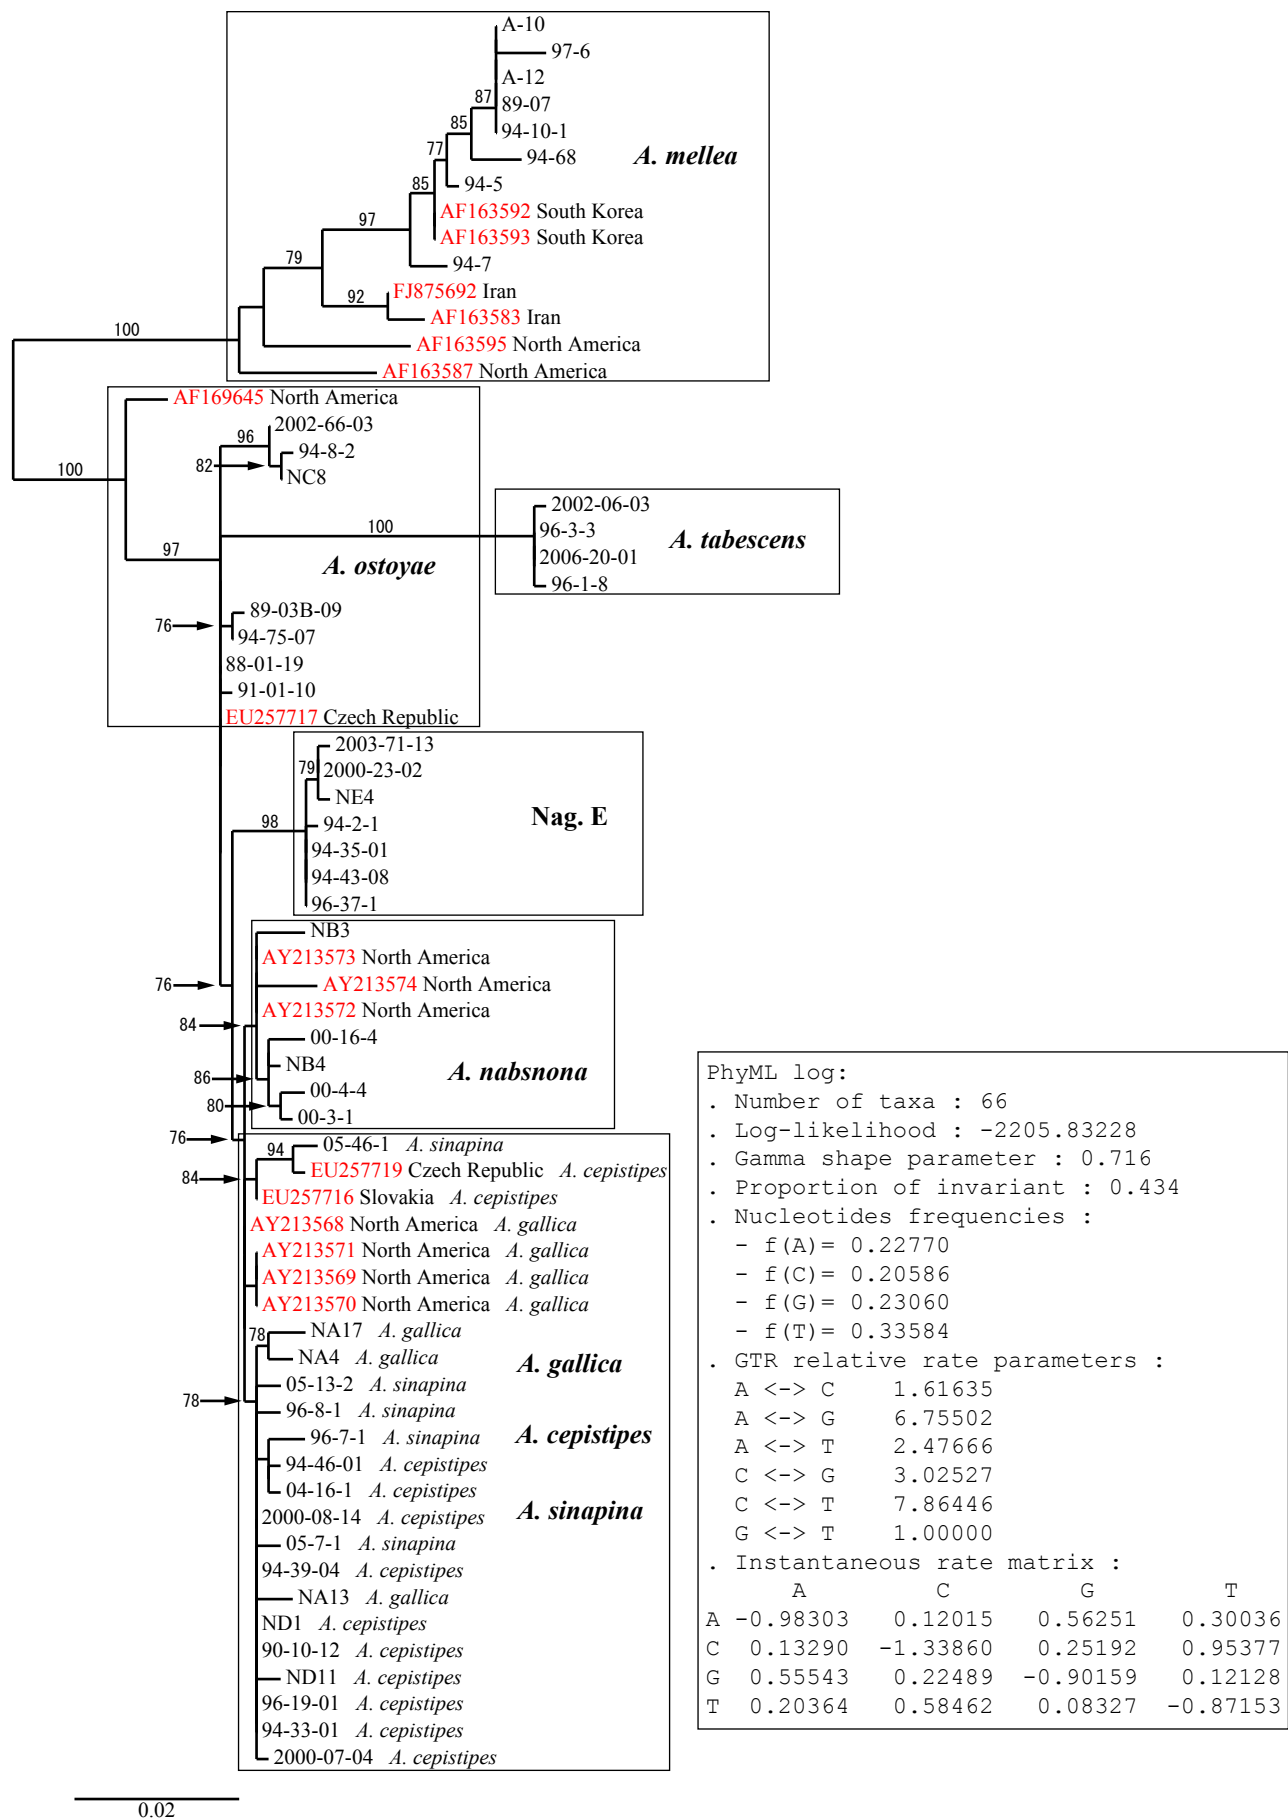 A-10
97-6
A-12
87
89-07
94-10-1
85
94-68
A. mellea
77
94-5
85
AF163592 South Korea
97
AF163593 South Korea
79
94-7
FJ875692 Iran
92
AF163583 Iran
100
AF163595 North America
AF163587 North America
AF169645 North America
2002-66-03
96
94-8-2
82
NC8
100
2002-06-03
100
96-3-3
A. tabescens
2006-20-01
97
A. ostoyae
96-1-8
89-03B-09
76
94-75-07
88-01-19
91-01-10
EU257717 Czech Republic
2003-71-13
79
2000-23-02
NE4
Nag. E
98
94-2-1
94-35-01
94-43-08
96-37-1
NB3
AY213573 North America
76
AY213574 North America
AY213572 North America
84
00-16-4
NB4
A. nabsnona
86
00-4-4
80
00-3-1
76
05-46-1 A. sinapina
94
EU257719 Czech Republic A. cepistipes
84
EU257716 Slovakia A. cepistipes
AY213568 North America A. gallica
AY213571 North America A. gallica
AY213569 North America A. gallica
AY213570 North America A. gallica
78
NA17 A. gallica
NA4 A. gallica
A. gallica
05-13-2 A. sinapina
78
96-8-1 A. sinapina
96-7-1 A. sinapina
A. cepistipes
94-46-01 A. cepistipes
04-16-1 A. cepistipes
2000-08-14 A. cepistipes
A. sinapina
05-7-1 A. sinapina
94-39-04 A. cepistipes
NA13 A. gallica
ND1 A. cepistipes
90-10-12 A. cepistipes
ND11 A. cepistipes
96-19-01 A. cepistipes
94-33-01 A. cepistipes
2000-07-04 A. cepistipes
0.02
PhyML log:
. Number of taxa : 66
. Log-likelihood : -2205.83228
. Gamma shape parameter : 0.716
. Proportion of invariant : 0.434
. Nucleotides frequencies :
- f(A)= 0.22770
- f(C)= 0.20586
- f(G)= 0.23060
- f(T)= 0.33584
. GTR relative rate parameters :
A <-> C 1.61635
A <-> G 6.75502
A <-> T 2.47666
C <-> G 3.02527
C <-> T 7.86446
G <-> T 1.00000
. Instantaneous rate matrix :
A C G T
A -0.98303 0.12015 0.56251 0.30036
C 0.13290 -1.33860 0.25192 0.95377
G 0.55543 0.22489 -0.90159 0.12128
T 0.20364 0.58462 0.08327 -0.87153